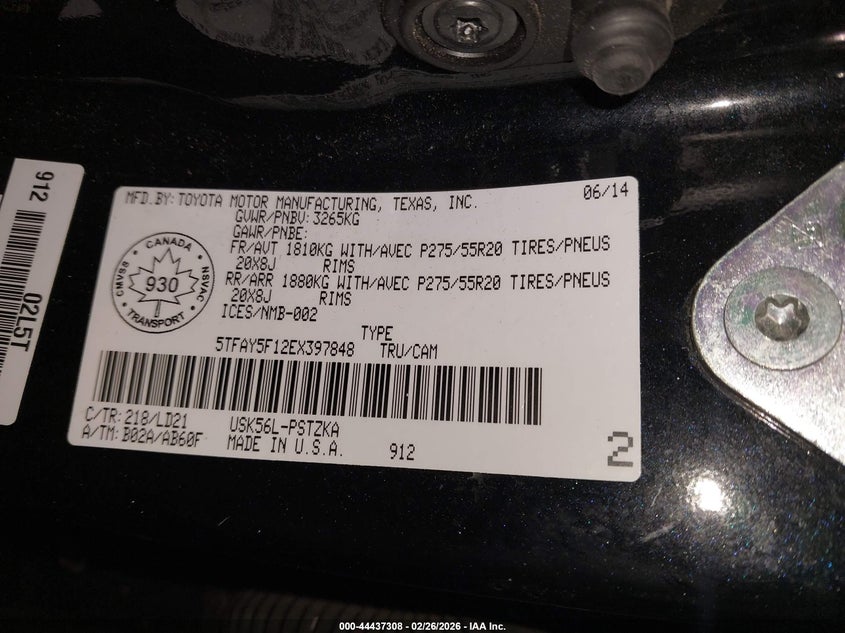 912
02L5T
MFD.BY:TOYOTA MOTOR MANUFACTURING, TEXAS, INC. 06/14
GVWR/PNBV:3265KG
GAWR/PNBE:
FR/AVT 1810KG WITH/AVEC P275/55R20 TIRES/PNEUS
20X8J RIMS
RR/ARR 1880KG WITH/AVEC P275/55R20 TIRES/PNEUS
20X8J RIMS
ICES/NMB-002
CANADA
CMVSS
NSVAC
930
TRANSPORT
TYPE
5TFAY5F12EX397848 TRU/CAM
C/TR:218/LD21 USK56L-PSTZKA
A/TM:B02A/AB60F MADE IN U.S.A. 912
2
000-44437308 - 02/26/2026 - IAA Inc.